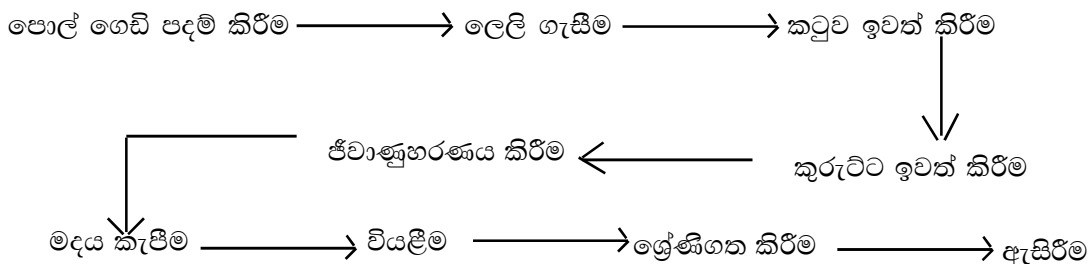 පොල් ගෙඩි පදම් කිරීම ලෙලි ගැසීම කටුව ඉවත් කිරීම
ජීවාණුහරණය කිරීම කුරුට්ට ඉවත් කිරීම
මදය කැපීම වියළීම ශ්‍රේණිගත කිරීම ඇසිරීම